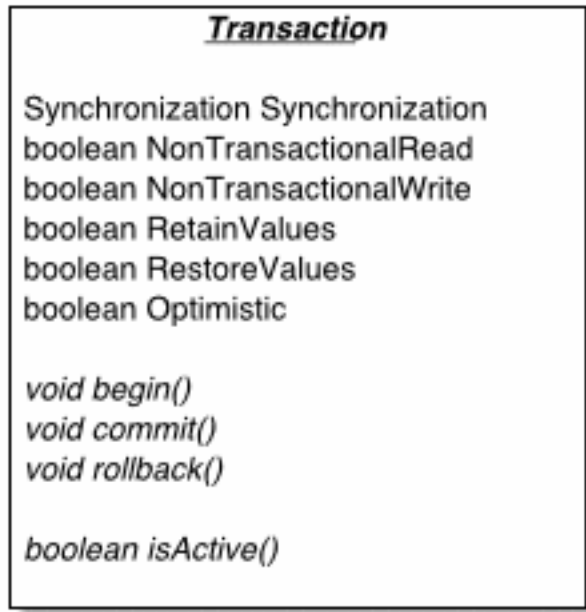 Transaction
Synchronization Synchronization
boolean NonTransactionalRead
boolean NonTransactionalWrite
boolean RetainValues
boolean RestoreValues
boolean Optimistic
void begin()
void commit()
void rollback()
boolean isActive()